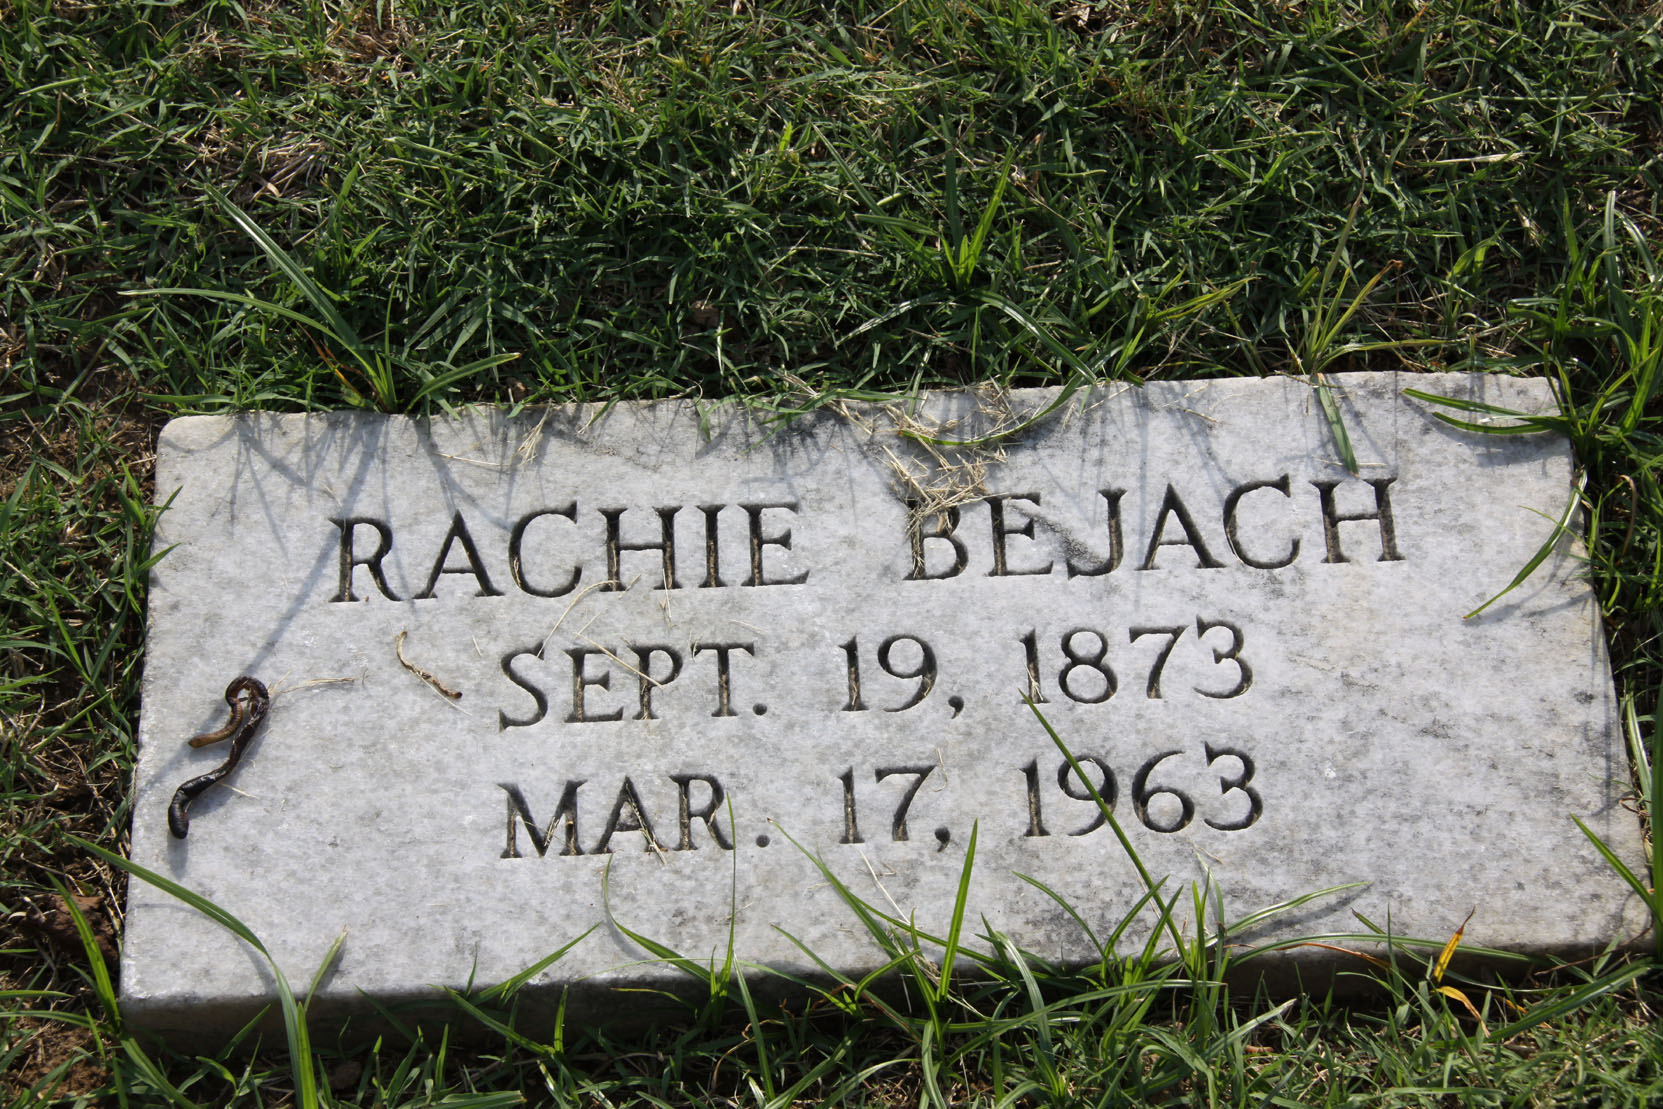 RACHIE BEJACH
SEPT. 19, 1873
MAR. 17, 1963